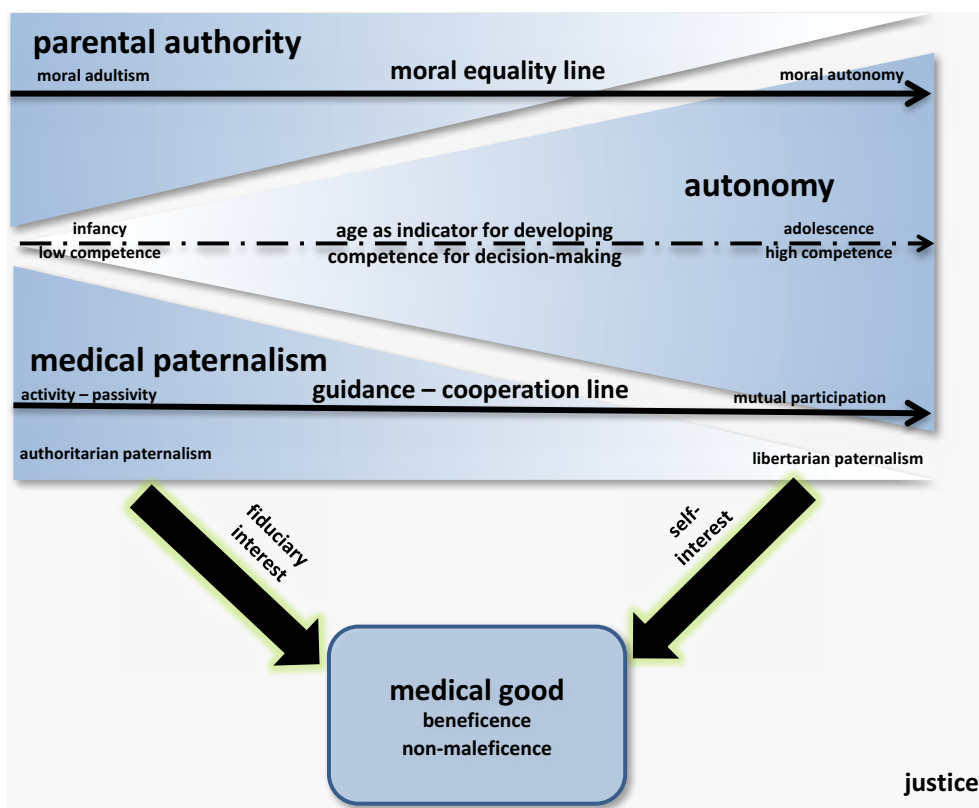 parental authority
moral adultism
moral equality line
moral autonomy
autonomy
infancy
low competence
age as indicator for developing
competence for decision-making
adolescence
high competence
medical paternalism
activity – passivity
guidance – cooperation line
mutual participation
authoritarian paternalism
libertarian paternalism
fiduciary
interest
self-
interest
medical good
beneficence
non-maleficence
justice